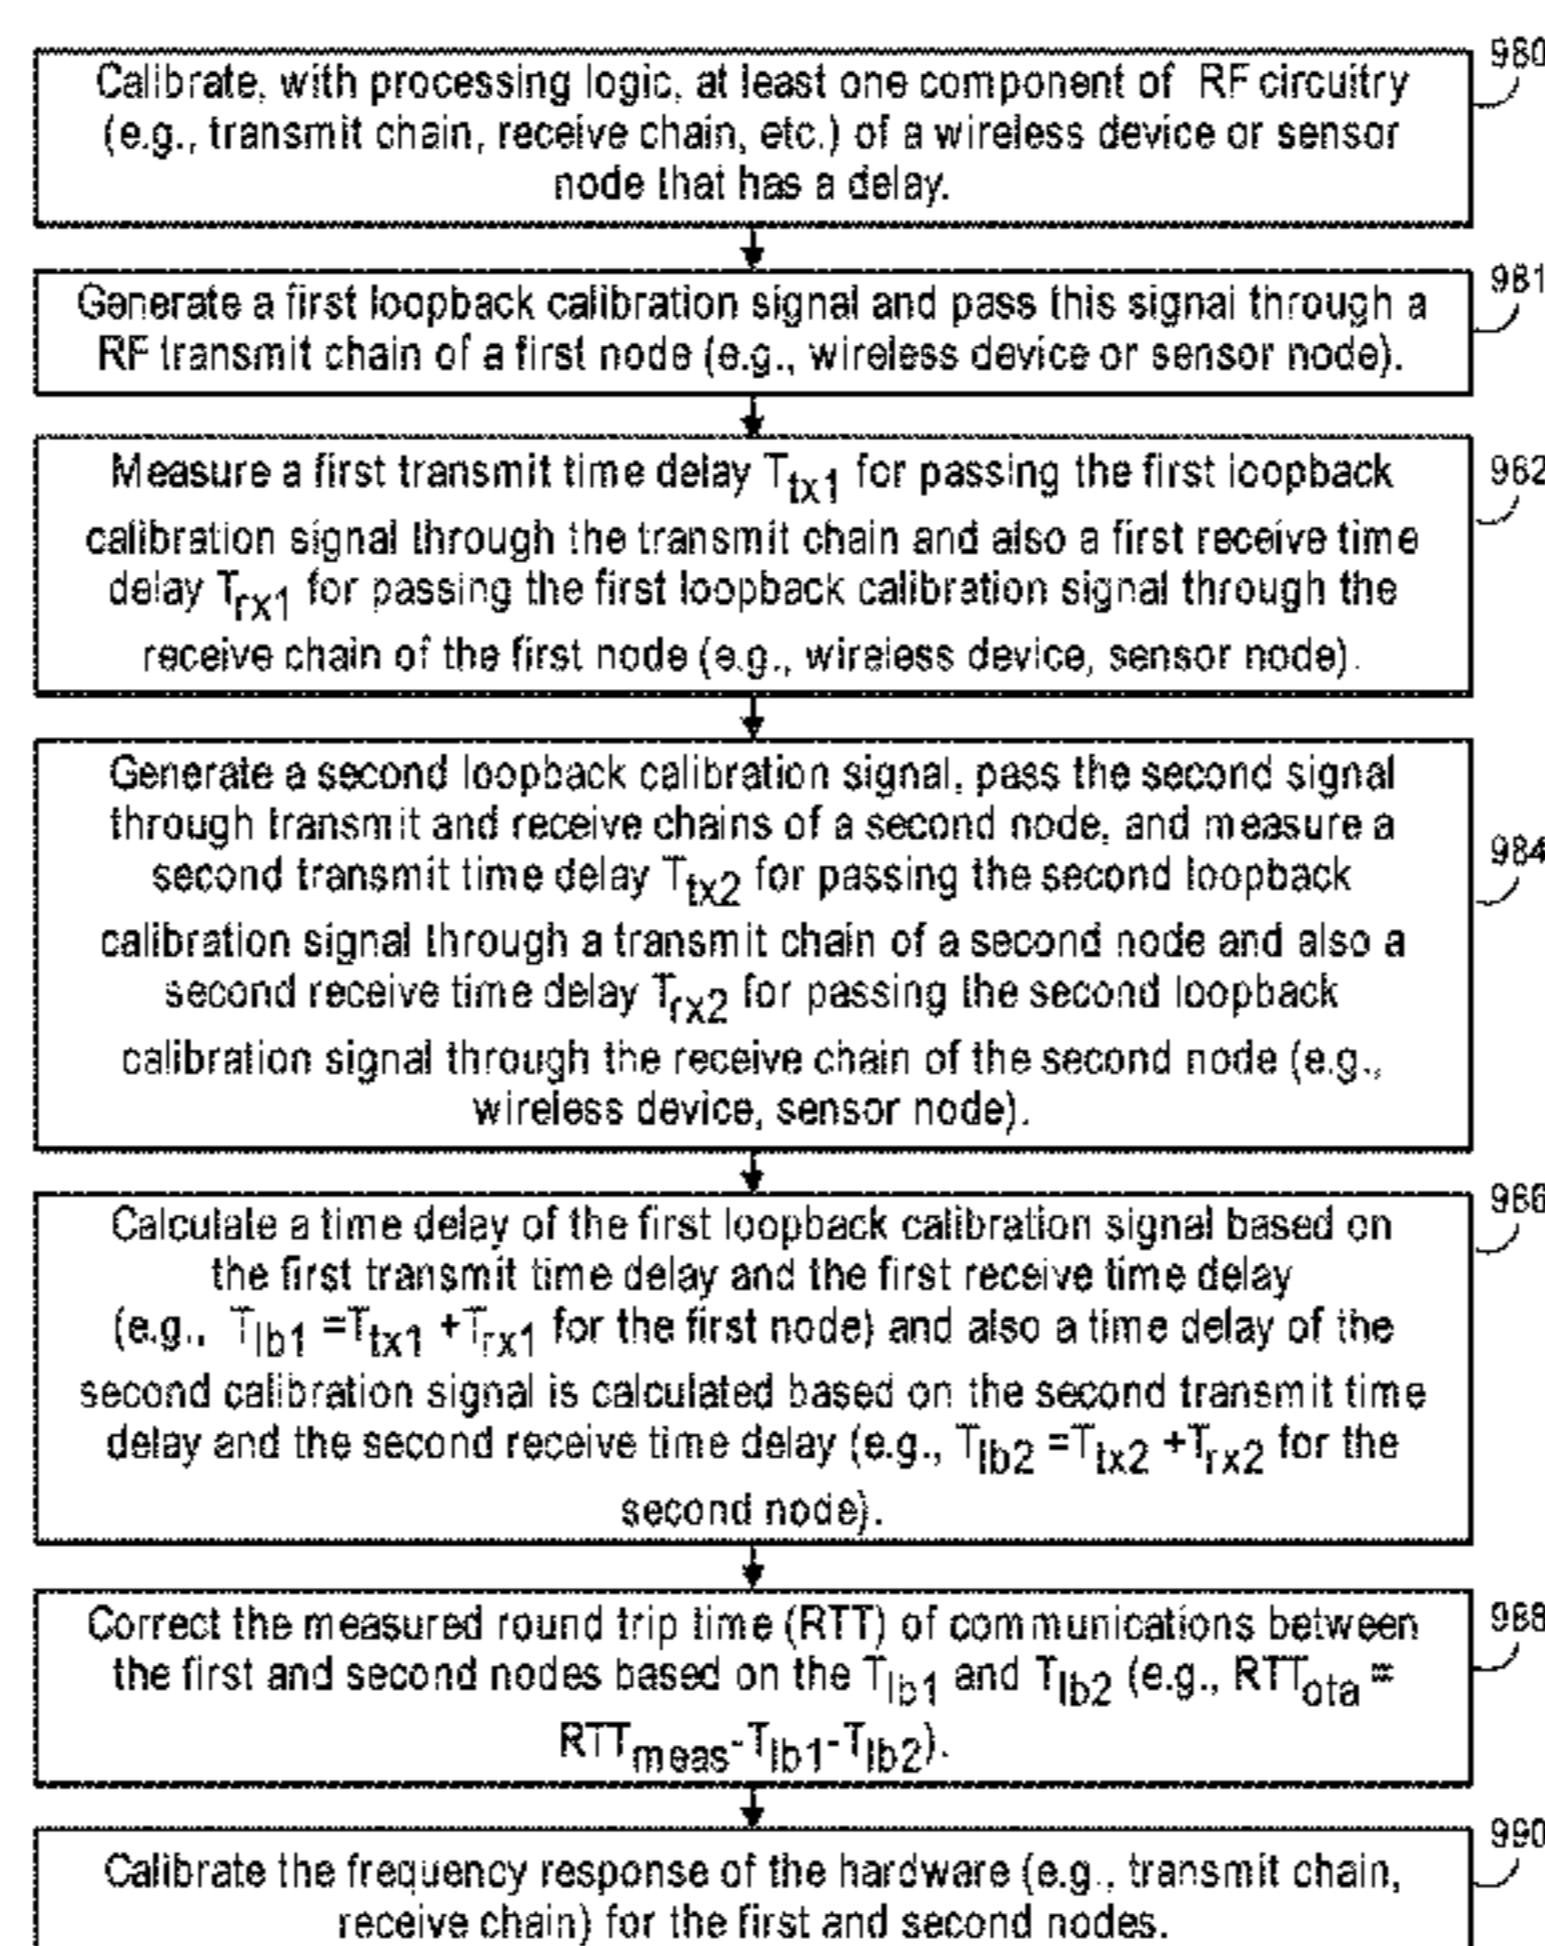 980
Calibrate, with processing logic, at least one component of RF circuitry
(e.g., transmit chain, receive chain, etc.) of a wireless device or sensor
node that has a delay.
981
Generate a first loopback calibration signal and pass this signal through a
RF transmit chain of a first node (e.g., wireless device or sensor node).
982
Measure a first transmit time delay Ttx1 for passing the first loopback
calibration signal through the transmit chain and also a first receive time
delay Trx1 for passing the first loopback calibration signal through the
receive chain of the first node (e.g., wireless device, sensor node).
984
Generate a second loopback calibration signal, pass the second signal
through transmit and receive chains of a second node, and measure a
second transmit time delay Ttx2 for passing the second loopback
calibration signal through a transmit chain of a second node and also a
second receive time delay Trx2 for passing the second loopback
calibration signal through the receive chain of the second node (e.g.,
wireless device, sensor node).
986
Calculate a time delay of the first loopback calibration signal based on
the first transmit time delay and the first receive time delay
(e.g., Tlb1 =Ttx1 +Trx1 for the first node) and also a time delay of the
second calibration signal is calculated based on the second transmit time
delay and the second receive time delay (e.g., Tlb2 =Ttx2 +Trx2 for the
second node).
988
Correct the measured round trip time (RTT) of communications between
the first and second nodes based on the Tlb1 and Tlb2 (e.g., RTTota =
RTTmeas-Tlb1-Tlb2).
990
Calibrate the frequency response of the hardware (e.g., transmit chain,
receive chain) for the first and second nodes.